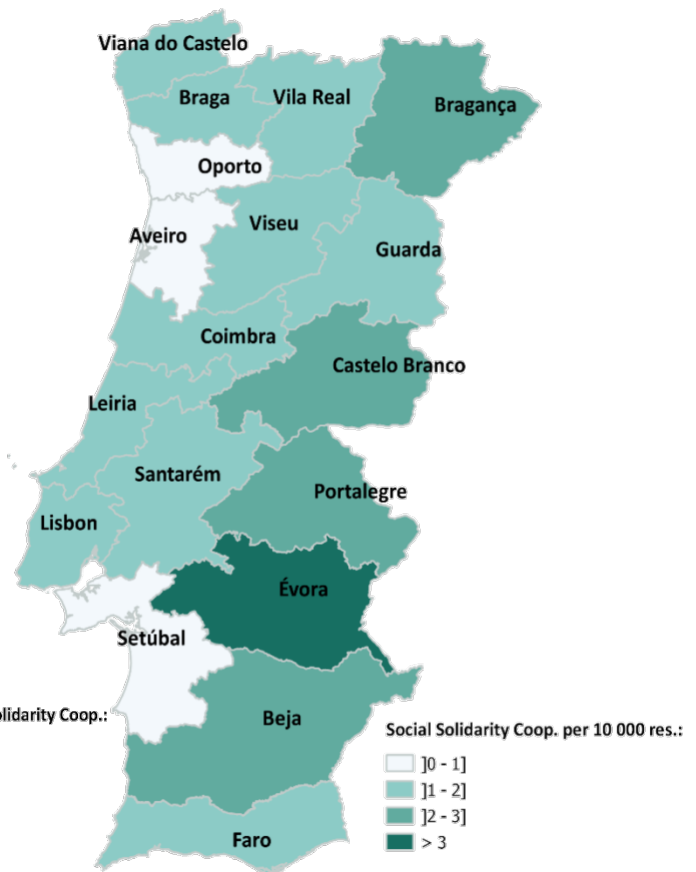 Viana do Castelo
Braga
Vila Real
Bragança
Oporto
Aveiro
Viseu
Guarda
Coimbra
Castelo Branco
Leiria
Santarém
Portalegre
Lisbon
Évora
Setúbal
olidarity Coop.:
Beja
Social Solidarity Coop. per 10 000 res.:
]0 - 1]
]1 - 2]
]2 - 3]
> 3
Faro